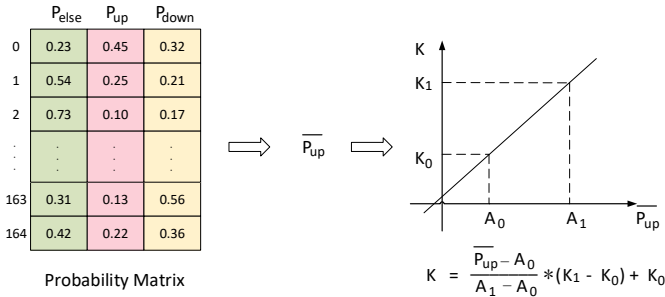 P_else P_up P_down
0 0.23 0.45 0.32
1 0.54 0.25 0.21
2 0.73 0.10 0.17
. . . .
. . . .
. . . .
163 0.31 0.13 0.56
164 0.42 0.22 0.36
Probability Matrix
P̅_up
K
K₁
K₀
A₀ A₁ P̅_up
K = (P̅_up − A₀)/(A₁ − A₀) *(K₁ - K₀) + K₀